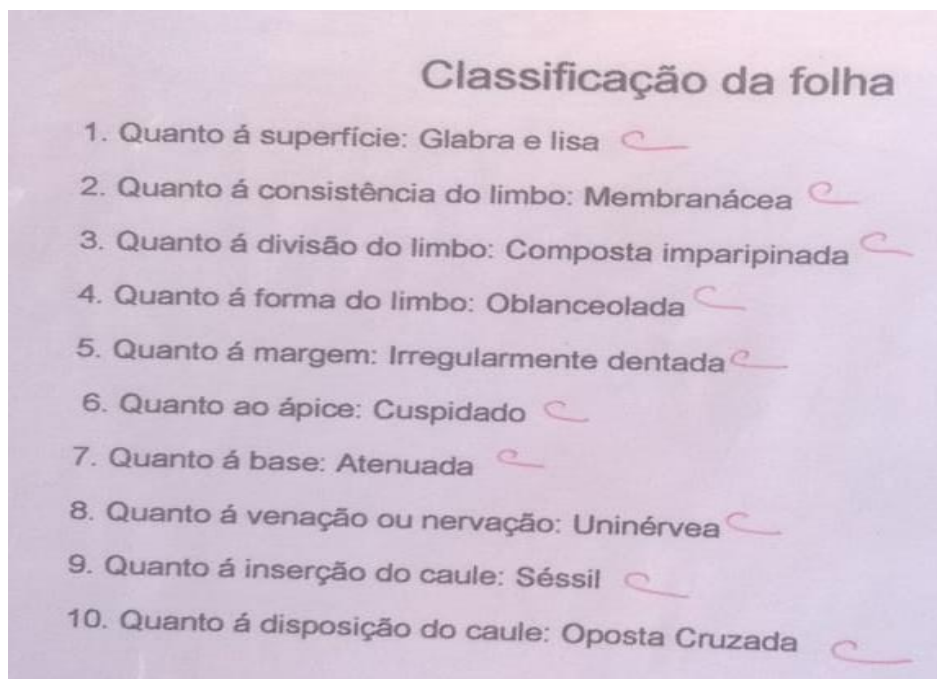 Classificação da folha
1. Quanto á superfície: Glabra e lisa
2. Quanto á consistência do limbo: Membranácea
3. Quanto á divisão do limbo: Composta imparipinada
4. Quanto á forma do limbo: Oblanceolada
5. Quanto á margem: Irregularmente dentada
6. Quanto ao ápice: Cuspidado
7. Quanto á base: Atenuada
8. Quanto á venação ou nervação: Uninérvea
9. Quanto á inserção do caule: Séssil
10. Quanto á disposição do caule: Oposta Cruzada